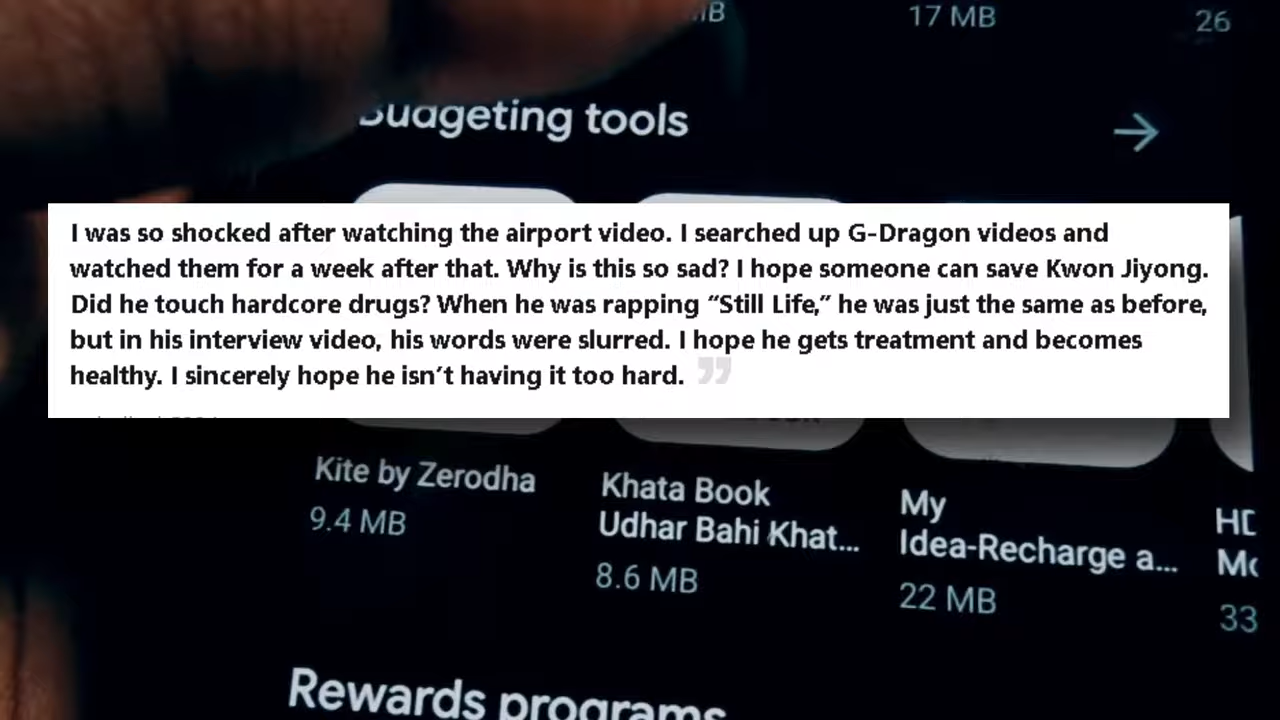 17 MB
26
Budgeting tools
I was so shocked after watching the airport video. I searched up G-Dragon videos and
watched them for a week after that. Why is this so sad? I hope someone can save Kwon Jiyong.
Did he touch hardcore drugs? When he was rapping “Still Life,” he was just the same as before,
but in his interview video, his words were slurred. I hope he gets treatment and becomes
healthy. I sincerely hope he isn’t having it too hard. ”
Kite by Zerodha
9.4 MB
Khata Book
Udhar Bahi Khat...
8.6 MB
My
Idea-Recharge a...
22 MB
33
Rewards programs